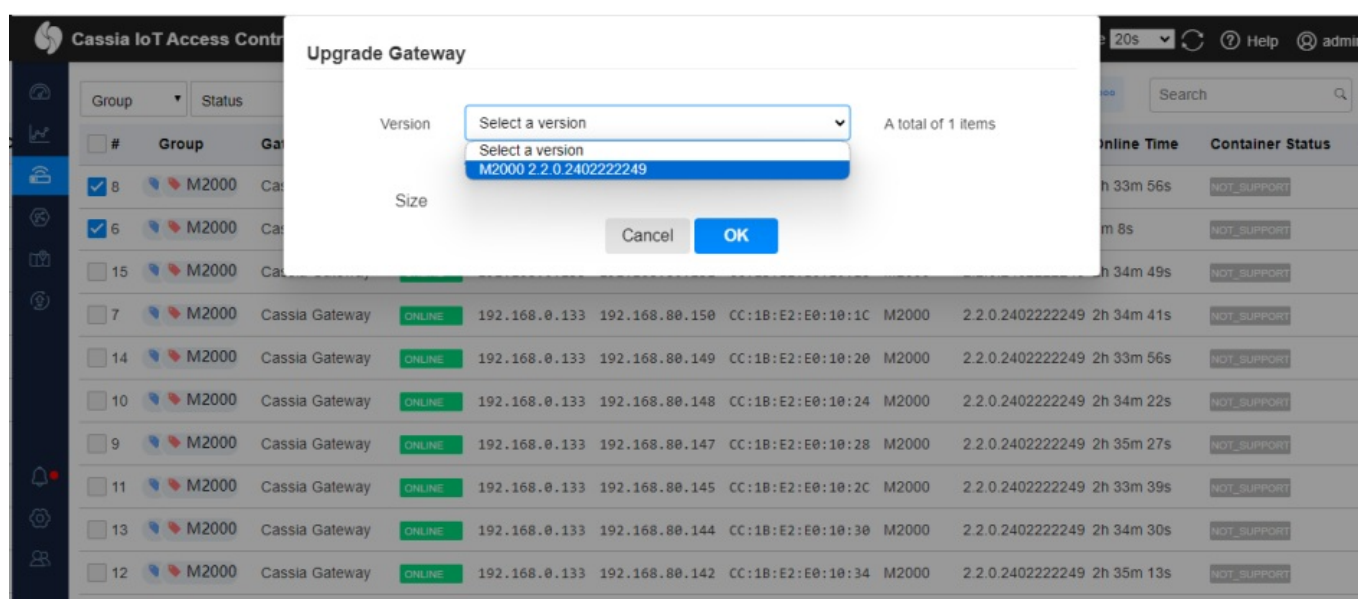 Cassia IoT Access Contr
20s
Help
admin
Upgrade Gateway
Group
Status
Search
Version
Select a version
A total of 1 items
Select a version
M2000 2.2.0.2402222249
Size
Cancel
OK
# Group Online Time Container Status
8 M2000 h 33m 56s NOT_SUPPORT
6 M2000 m 8s NOT_SUPPORT
15 M2000 h 34m 49s NOT_SUPPORT
7 M2000 Cassia Gateway ONLINE 192.168.0.133 192.168.80.150 CC:1B:E2:E0:10:1C M2000 2.2.0.2402222249 2h 34m 41s NOT_SUPPORT
14 M2000 Cassia Gateway ONLINE 192.168.0.133 192.168.80.149 CC:1B:E2:E0:10:20 M2000 2.2.0.2402222249 2h 33m 56s NOT_SUPPORT
10 M2000 Cassia Gateway ONLINE 192.168.0.133 192.168.80.148 CC:1B:E2:E0:10:24 M2000 2.2.0.2402222249 2h 34m 22s NOT_SUPPORT
9 M2000 Cassia Gateway ONLINE 192.168.0.133 192.168.80.147 CC:1B:E2:E0:10:28 M2000 2.2.0.2402222249 2h 35m 27s NOT_SUPPORT
11 M2000 Cassia Gateway ONLINE 192.168.0.133 192.168.80.145 CC:1B:E2:E0:10:2C M2000 2.2.0.2402222249 2h 33m 39s NOT_SUPPORT
13 M2000 Cassia Gateway ONLINE 192.168.0.133 192.168.80.144 CC:1B:E2:E0:10:30 M2000 2.2.0.2402222249 2h 34m 30s NOT_SUPPORT
12 M2000 Cassia Gateway ONLINE 192.168.0.133 192.168.80.142 CC:1B:E2:E0:10:34 M2000 2.2.0.2402222249 2h 35m 13s NOT_SUPPORT